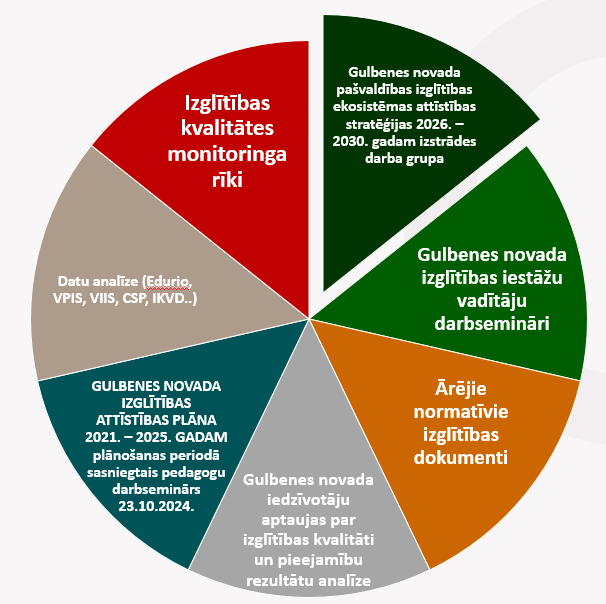 Gulbenes novada
pašvaldības izglītības
ekosistēmas attīstības
stratēģijas 2026. –
2030. gadam izstrādes
darba grupa
Gulbenes novada
izglītības iestāžu
vadītāju
darbsemināri
Ārējie
normatīvie
izglītības
dokumenti
Gulbenes novada
iedzīvotāju
aptaujas par
izglītības kvalitāti
un pieejamību
rezultātu analīze
GULBENES NOVADA
IZGLĪTĪBAS
ATTĪSTĪBAS PLĀNA
2021. – 2025. GADAM
plānošanas periodā
sasniegtais pedagogu
darbseminārs
23.10.2024.
Datu analīze (Edurio,
VPIS, VIIS, CSP, IKVD..)
Izglītības
kvalitātes
monitoringa
rīki